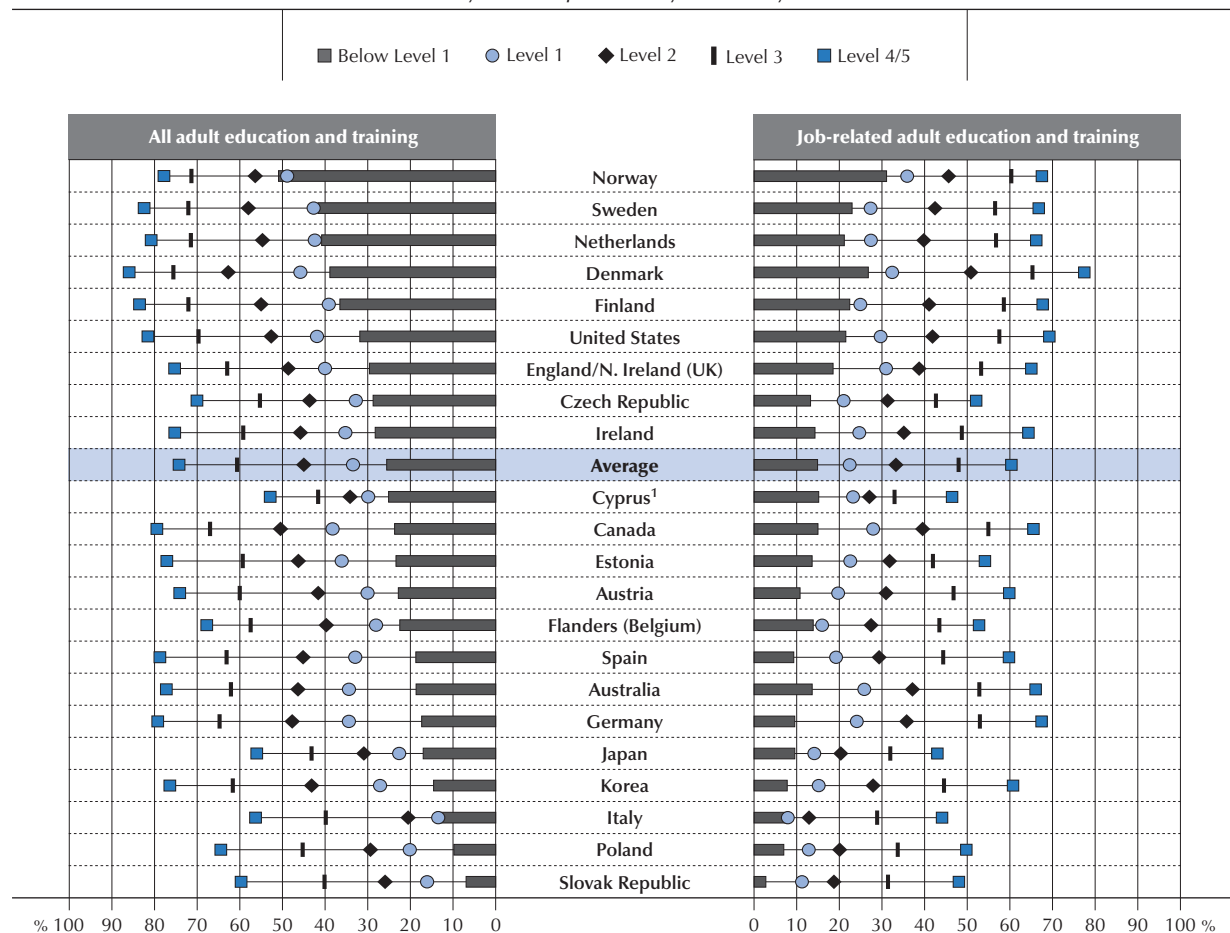 Below Level 1 Level 1 Level 2 Level 3 Level 4/5
All adult education and training Job-related adult education and training
Norway
Sweden
Netherlands
Denmark
Finland
United States
England/N. Ireland (UK)
Czech Republic
Ireland
Average
Cyprus1
Canada
Estonia
Austria
Flanders (Belgium)
Spain
Australia
Germany
Japan
Korea
Italy
Poland
Slovak Republic
% 100 90 80 70 60 50 40 30 20 10 0 0 10 20 30 40 50 60 70 80 90 100 %